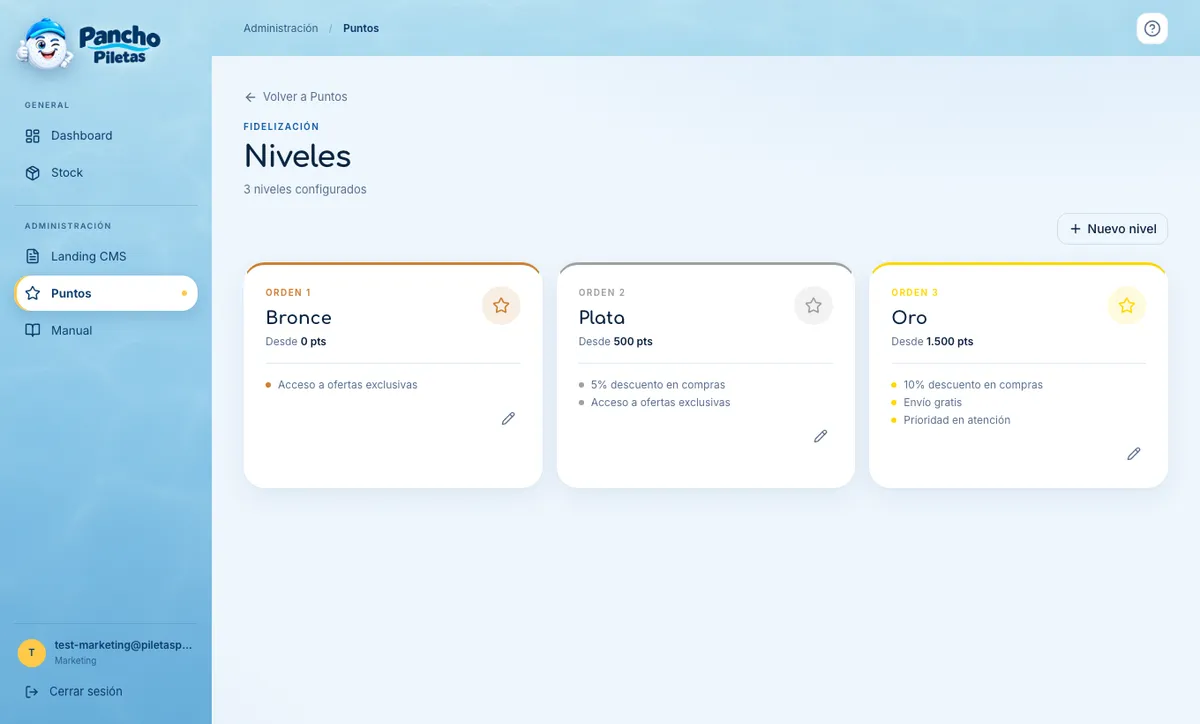 Pancho
Piletas
Administración / Puntos
GENERAL
Dashboard
Stock
ADMINISTRACIÓN
Landing CMS
Puntos
Manual
test-marketing@piletasp...
T
Marketing
Cerrar sesión
← Volver a Puntos
FIDELIZACIÓN
Niveles
3 niveles configurados
+ Nuevo nivel
ORDEN 1
Bronce
Desde 0 pts
Acceso a ofertas exclusivas
ORDEN 2
Plata
Desde 500 pts
5% descuento en compras
Acceso a ofertas exclusivas
ORDEN 3
Oro
Desde 1.500 pts
10% descuento en compras
Envío gratis
Prioridad en atención